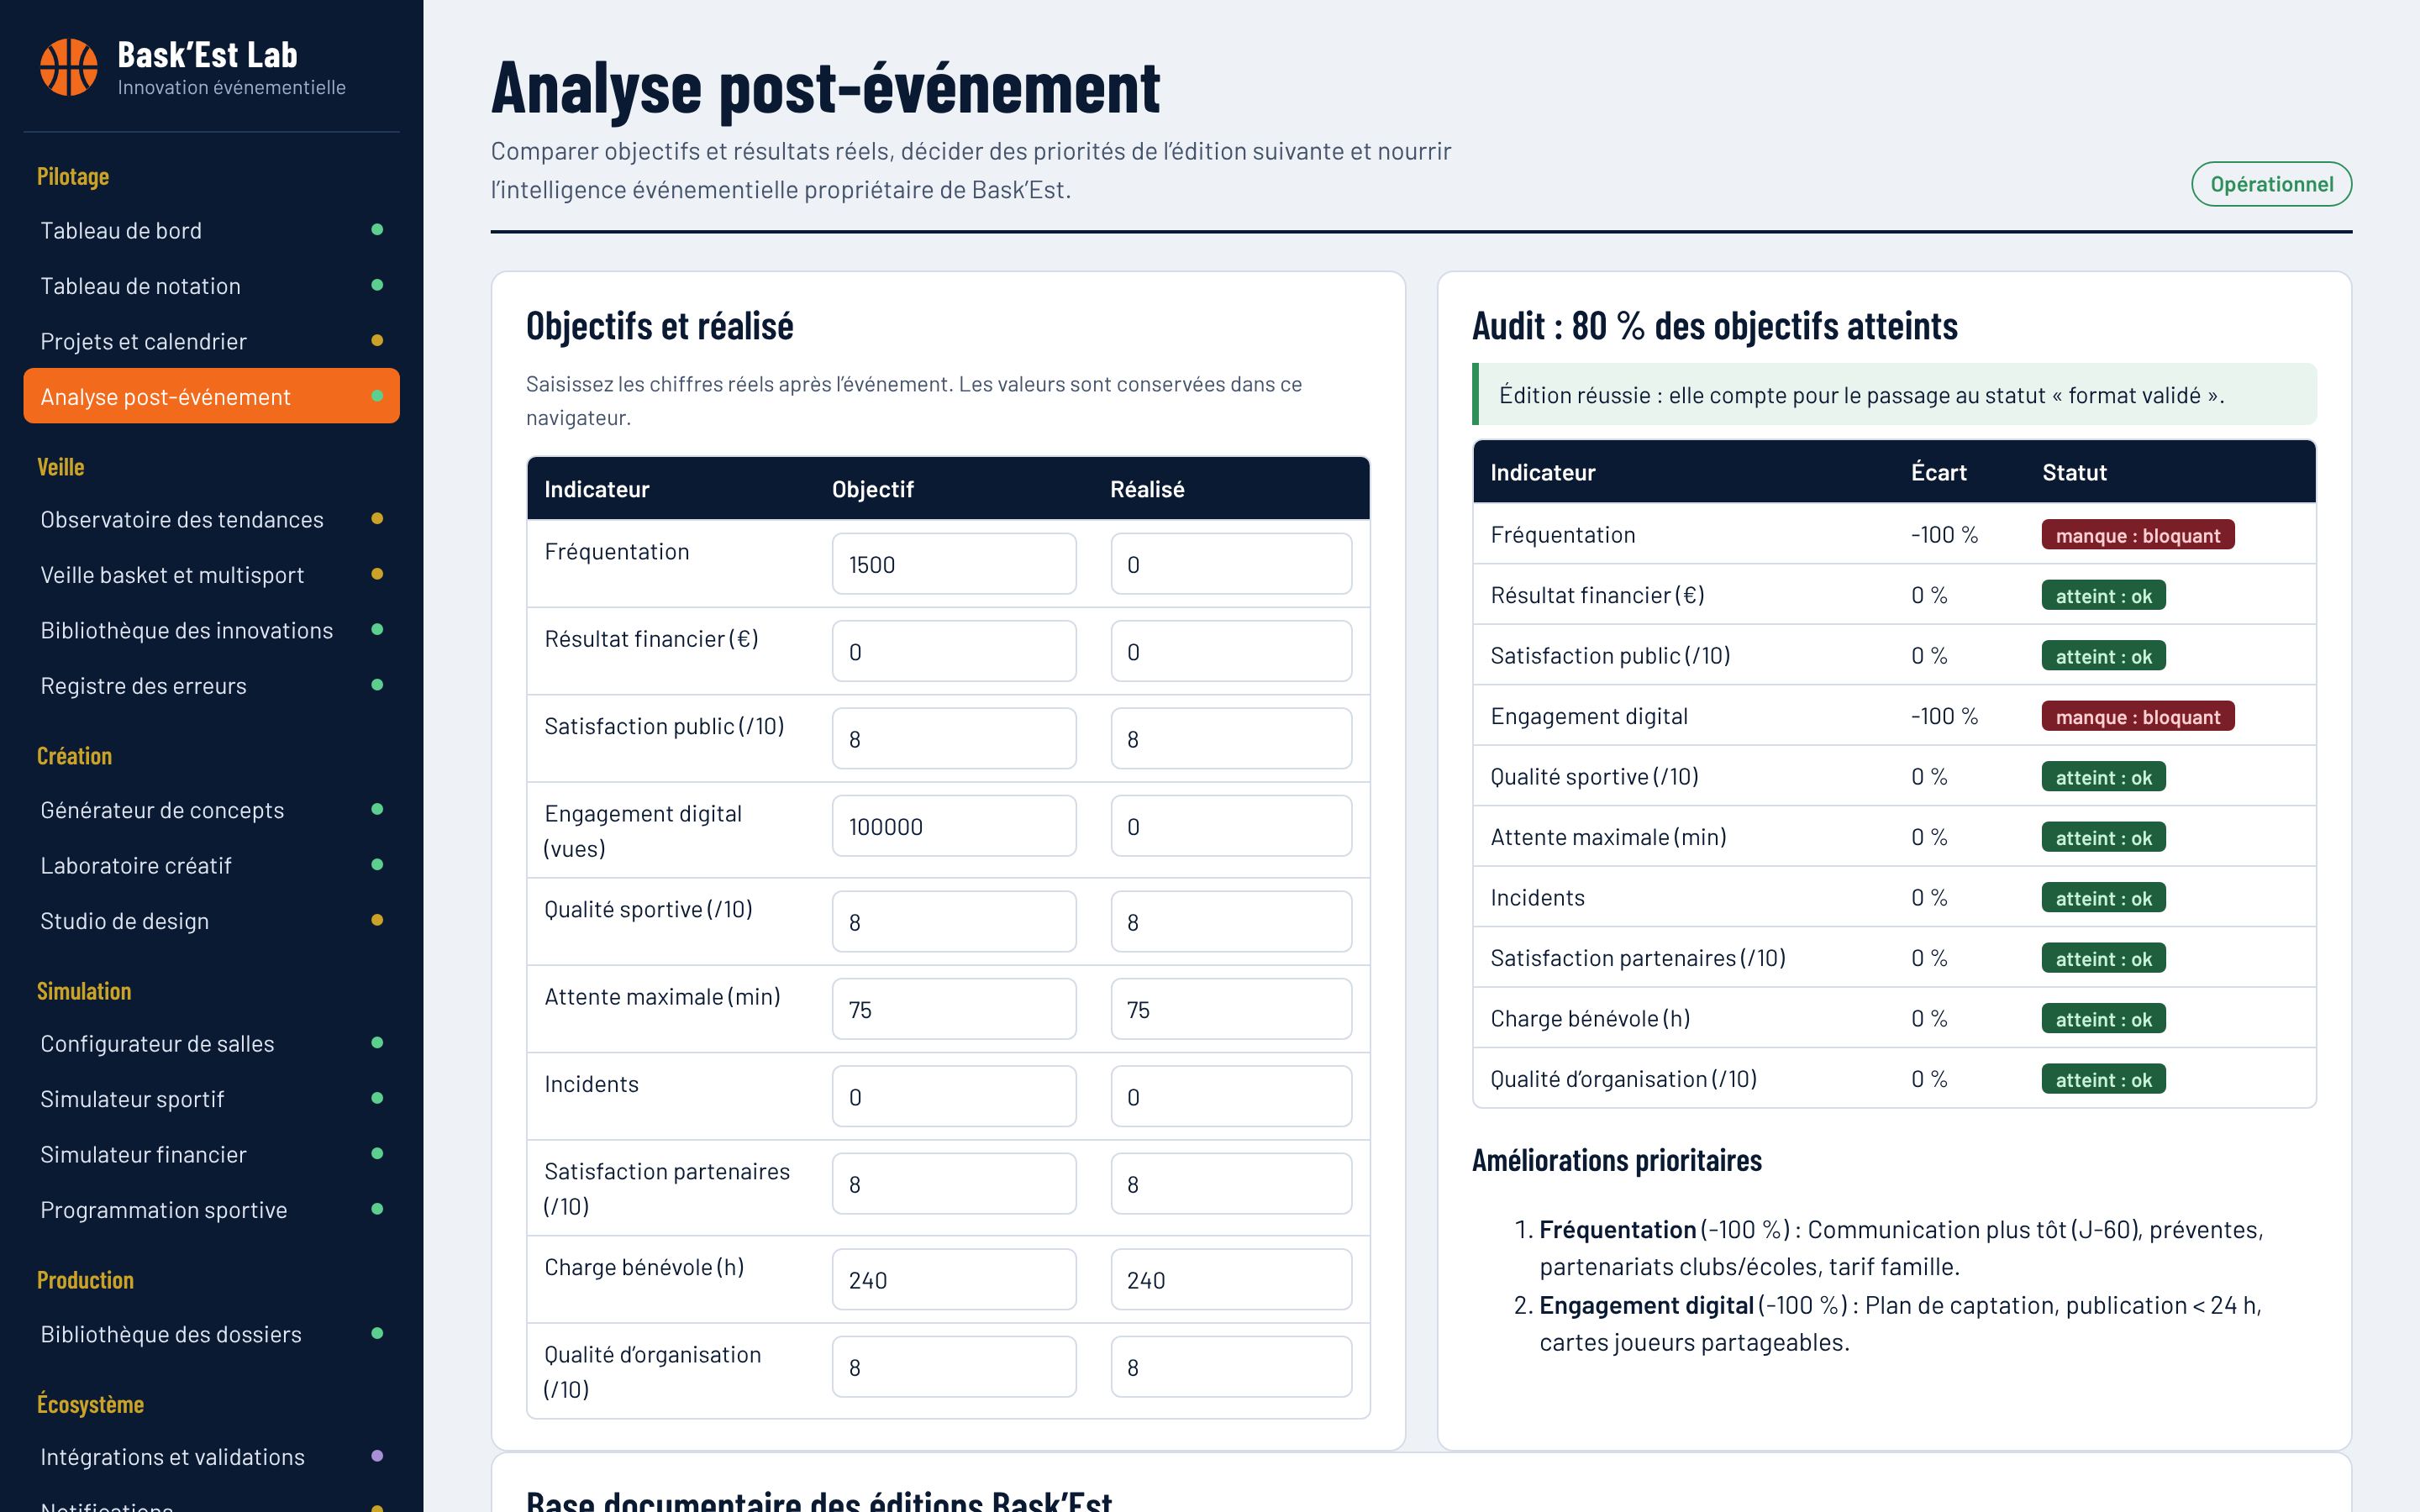 Bask’Est Lab
Innovation événementielle
Pilotage
Tableau de bord
Tableau de notation
Projets et calendrier
Analyse post-événement
Veille
Observatoire des tendances
Veille basket et multisport
Bibliothèque des innovations
Registre des erreurs
Création
Générateur de concepts
Laboratoire créatif
Studio de design
Simulation
Configurateur de salles
Simulateur sportif
Simulateur financier
Programmation sportive
Production
Bibliothèque des dossiers
Écosystème
Intégrations et validations
Notifications
Analyse post-événement
Comparer objectifs et résultats réels, décider des priorités de l’édition suivante et nourrir
l’intelligence événementielle propriétaire de Bask’Est.
Opérationnel
Objectifs et réalisé
Saisissez les chiffres réels après l’événement. Les valeurs sont conservées dans ce
navigateur.
Indicateur Objectif Réalisé
Fréquentation 1500 0
Résultat financier (€) 0 0
Satisfaction public (/10) 8 8
Engagement digital
(vues) 100000 0
Qualité sportive (/10) 8 8
Attente maximale (min) 75 75
Incidents 0 0
Satisfaction partenaires
(/10) 8 8
Charge bénévole (h) 240 240
Qualité d’organisation
(/10) 8 8
Audit : 80 % des objectifs atteints
Édition réussie : elle compte pour le passage au statut « format validé ».
Indicateur Écart Statut
Fréquentation -100 % manque : bloquant
Résultat financier (€) 0 % atteint : ok
Satisfaction public (/10) 0 % atteint : ok
Engagement digital -100 % manque : bloquant
Qualité sportive (/10) 0 % atteint : ok
Attente maximale (min) 0 % atteint : ok
Incidents 0 % atteint : ok
Satisfaction partenaires (/10) 0 % atteint : ok
Charge bénévole (h) 0 % atteint : ok
Qualité d’organisation (/10) 0 % atteint : ok
Améliorations prioritaires
1. Fréquentation (-100 %) : Communication plus tôt (J-60), préventes,
partenariats clubs/écoles, tarif famille.
2. Engagement digital (-100 %) : Plan de captation, publication < 24 h,
cartes joueurs partageables.
Base documentaire des éditions Bask’Est